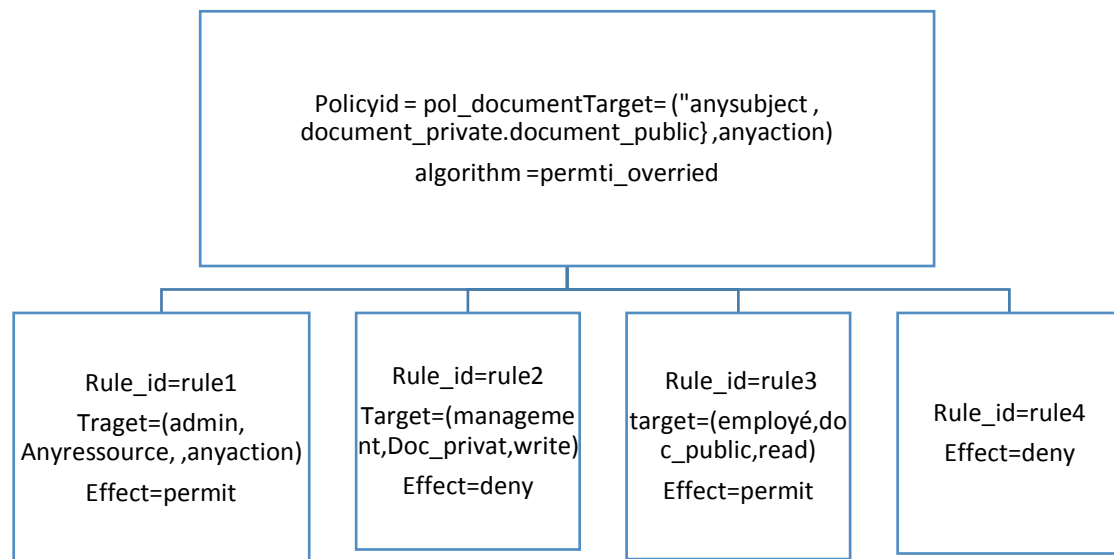 Policyid = pol_documentTarget= ("anysubject ,
document_private.document_public} ,anyaction)
algorithm =permti_overried
Rule_id=rule1
Traget=(admin,
Anyressource, ,anyaction)
Effect=permit
Rule_id=rule2
Target=(manageme
nt,Doc_privat,write)
Effect=deny
Rule_id=rule3
target=(employé,do
c_public,read)
Effect=permit
Rule_id=rule4
Effect=deny